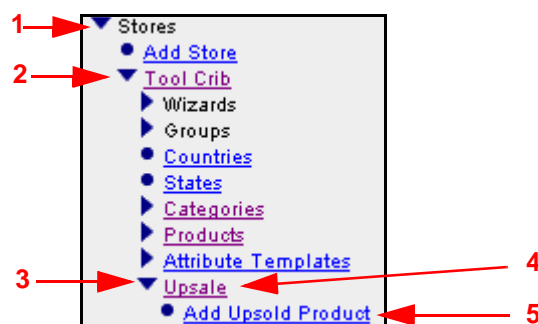 1 Stores
Add Store
2 Tool Crib
Wizards
Groups
Countries
States
Categories
Products
Attribute Templates
3 Upsale 4
Add Upsold Product 5